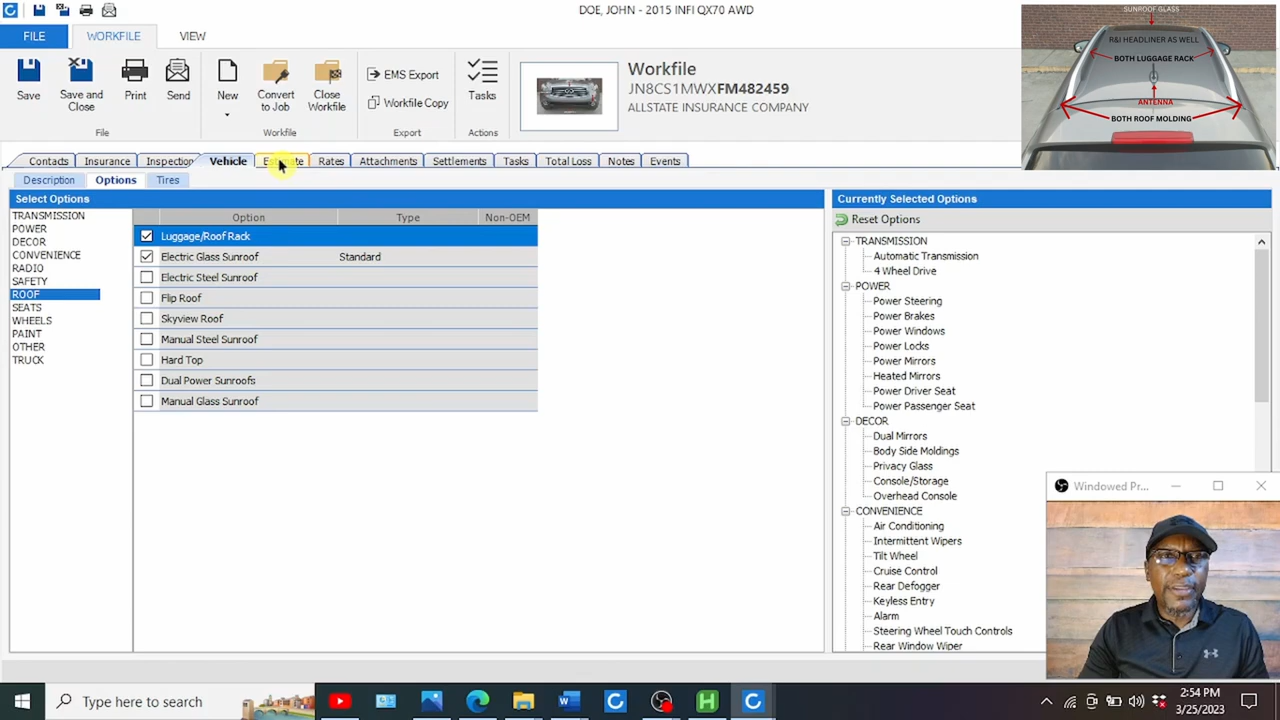 DOE, JOHN - 2015 INFI QX70 AWD
FILE
WORKFILE
VIEW
Save
Save and Close
Print
Send
File
New
Convert to Job
Close Workfile
Workfile
EMS Export
Workfile Copy
Export
Tasks
Actions
Workfile
JN8CS1MWXFM482459
ALLSTATE INSURANCE COMPANY
SUNROOF GLASS
R&I HEADLINER AS WELL
BOTH LUGGAGE RACK
ANTENNA
BOTH ROOF MOLDING
Contacts
Insurance
Inspection
Vehicle
Rates
Attachments
Settlements
Tasks
Total Loss
Notes
Events
Description
Options
Tires
Select Options
TRANSMISSION
POWER
DECOR
CONVENIENCE
RADIO
SAFETY
ROOF
SEATS
WHEELS
PAINT
OTHER
TRUCK
Option Type Non-OEM
Luggage/Roof Rack
Electric Glass Sunroof Standard
Electric Steel Sunroof
Flip Roof
Skyview Roof
Manual Steel Sunroof
Hard Top
Dual Power Sunroofs
Manual Glass Sunroof
Currently Selected Options
Reset Options
TRANSMISSION
Automatic Transmission
4 Wheel Drive
POWER
Power Steering
Power Brakes
Power Windows
Power Locks
Power Mirrors
Heated Mirrors
Power Driver Seat
Power Passenger Seat
DECOR
Dual Mirrors
Body Side Moldings
Privacy Glass
Console/Storage
Overhead Console
CONVENIENCE
Air Conditioning
Intermittent Wipers
Tilt Wheel
Cruise Control
Rear Defogger
Keyless Entry
Alarm
Steering Wheel Touch Controls
Rear Window Wiper
Windowed Pr...
Type here to search
2:54 PM
3/25/2023